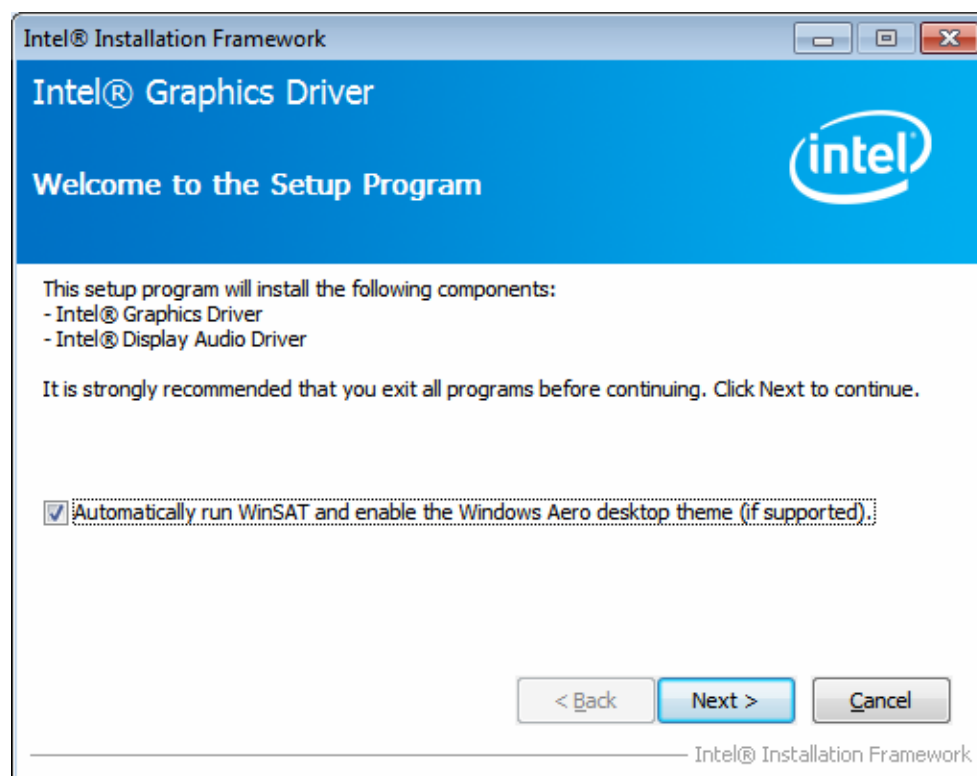 Intel® Installation Framework
Intel® Graphics Driver
intel®
Welcome to the Setup Program
This setup program will install the following components:
- Intel® Graphics Driver
- Intel® Display Audio Driver
It is strongly recommended that you exit all programs before continuing. Click Next to continue.
Automatically run WinSAT and enable the Windows Aero desktop theme (if supported).
< Back
Next >
Cancel
Intel® Installation Framework